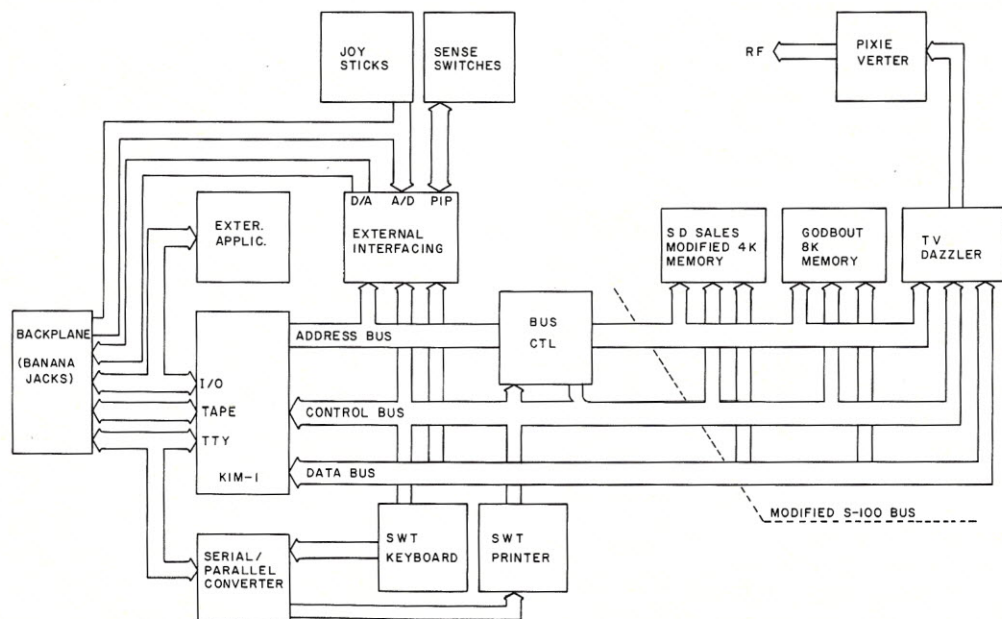 JOY
STICKS
SENSE
SWITCHES
RF
PIXIE
VERTER
D/A A/D PIP
EXTERNAL
INTERFACING
EXTER.
APPLIC.
SD SALES
MODIFIED 4K
MEMORY
GODBOUT
8K
MEMORY
TV
DAZZLER
BACKPLANE
(BANANA
JACKS)
ADDRESS BUS
BUS
CTL
I/O
TAPE
TTY
KIM-1
CONTROL BUS
DATA BUS
MODIFIED S-100 BUS
SERIAL/
PARALLEL
CONVERTER
SWT
KEYBOARD
SWT
PRINTER